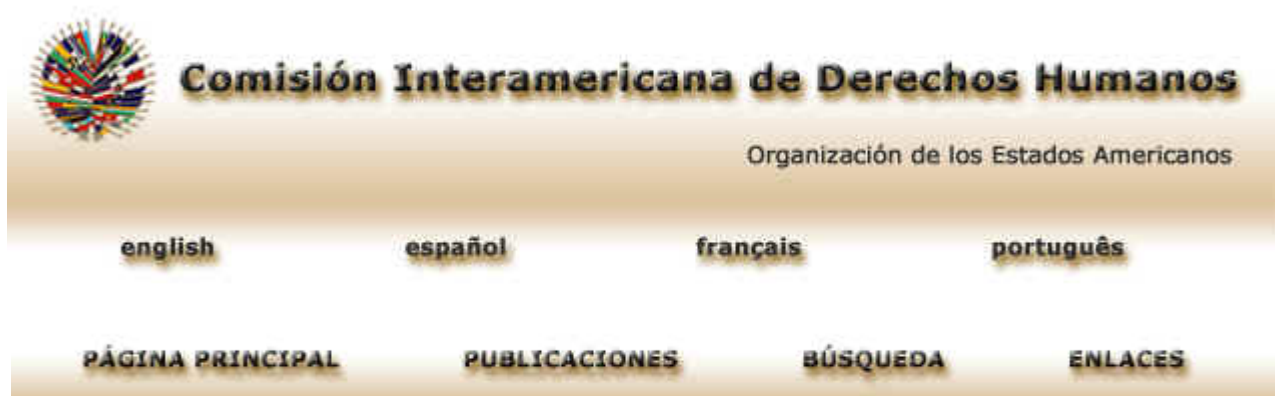 Comisión Interamericana de Derechos Humanos
Organización de los Estados Americanos
english español français português
PÁGINA PRINCIPAL PUBLICACIONES BÚSQUEDA ENLACES